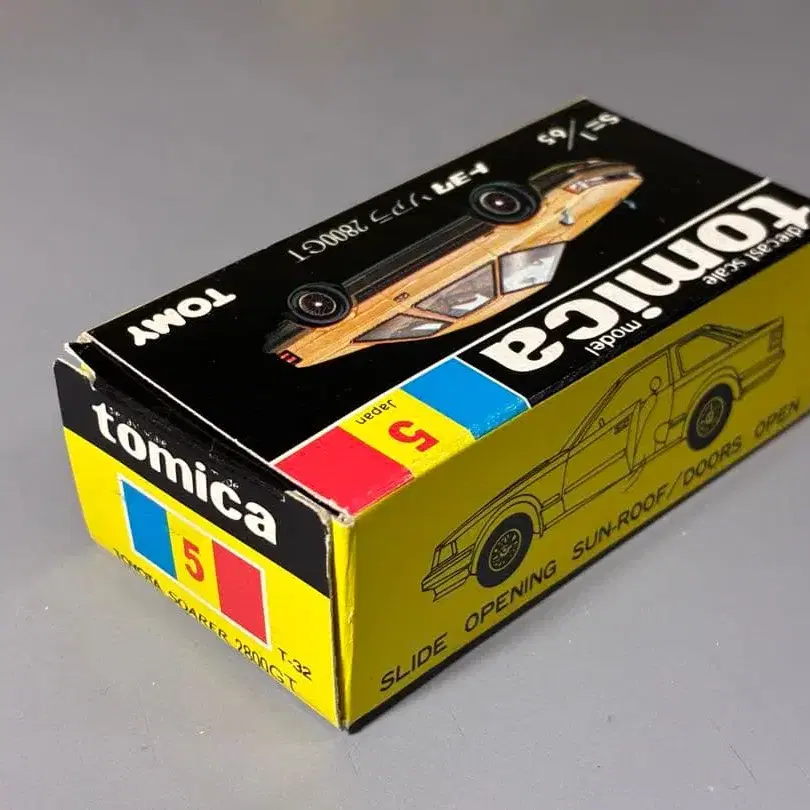 S=1/65
トヨタ ソアラ 2800GT
TOMY
diecast scale
tomica
model
5
Japan
tomica
5
TOYOTA SOARER 2800GT
T-32
SLIDE OPENING SUN-ROOF/DOORS OPEN